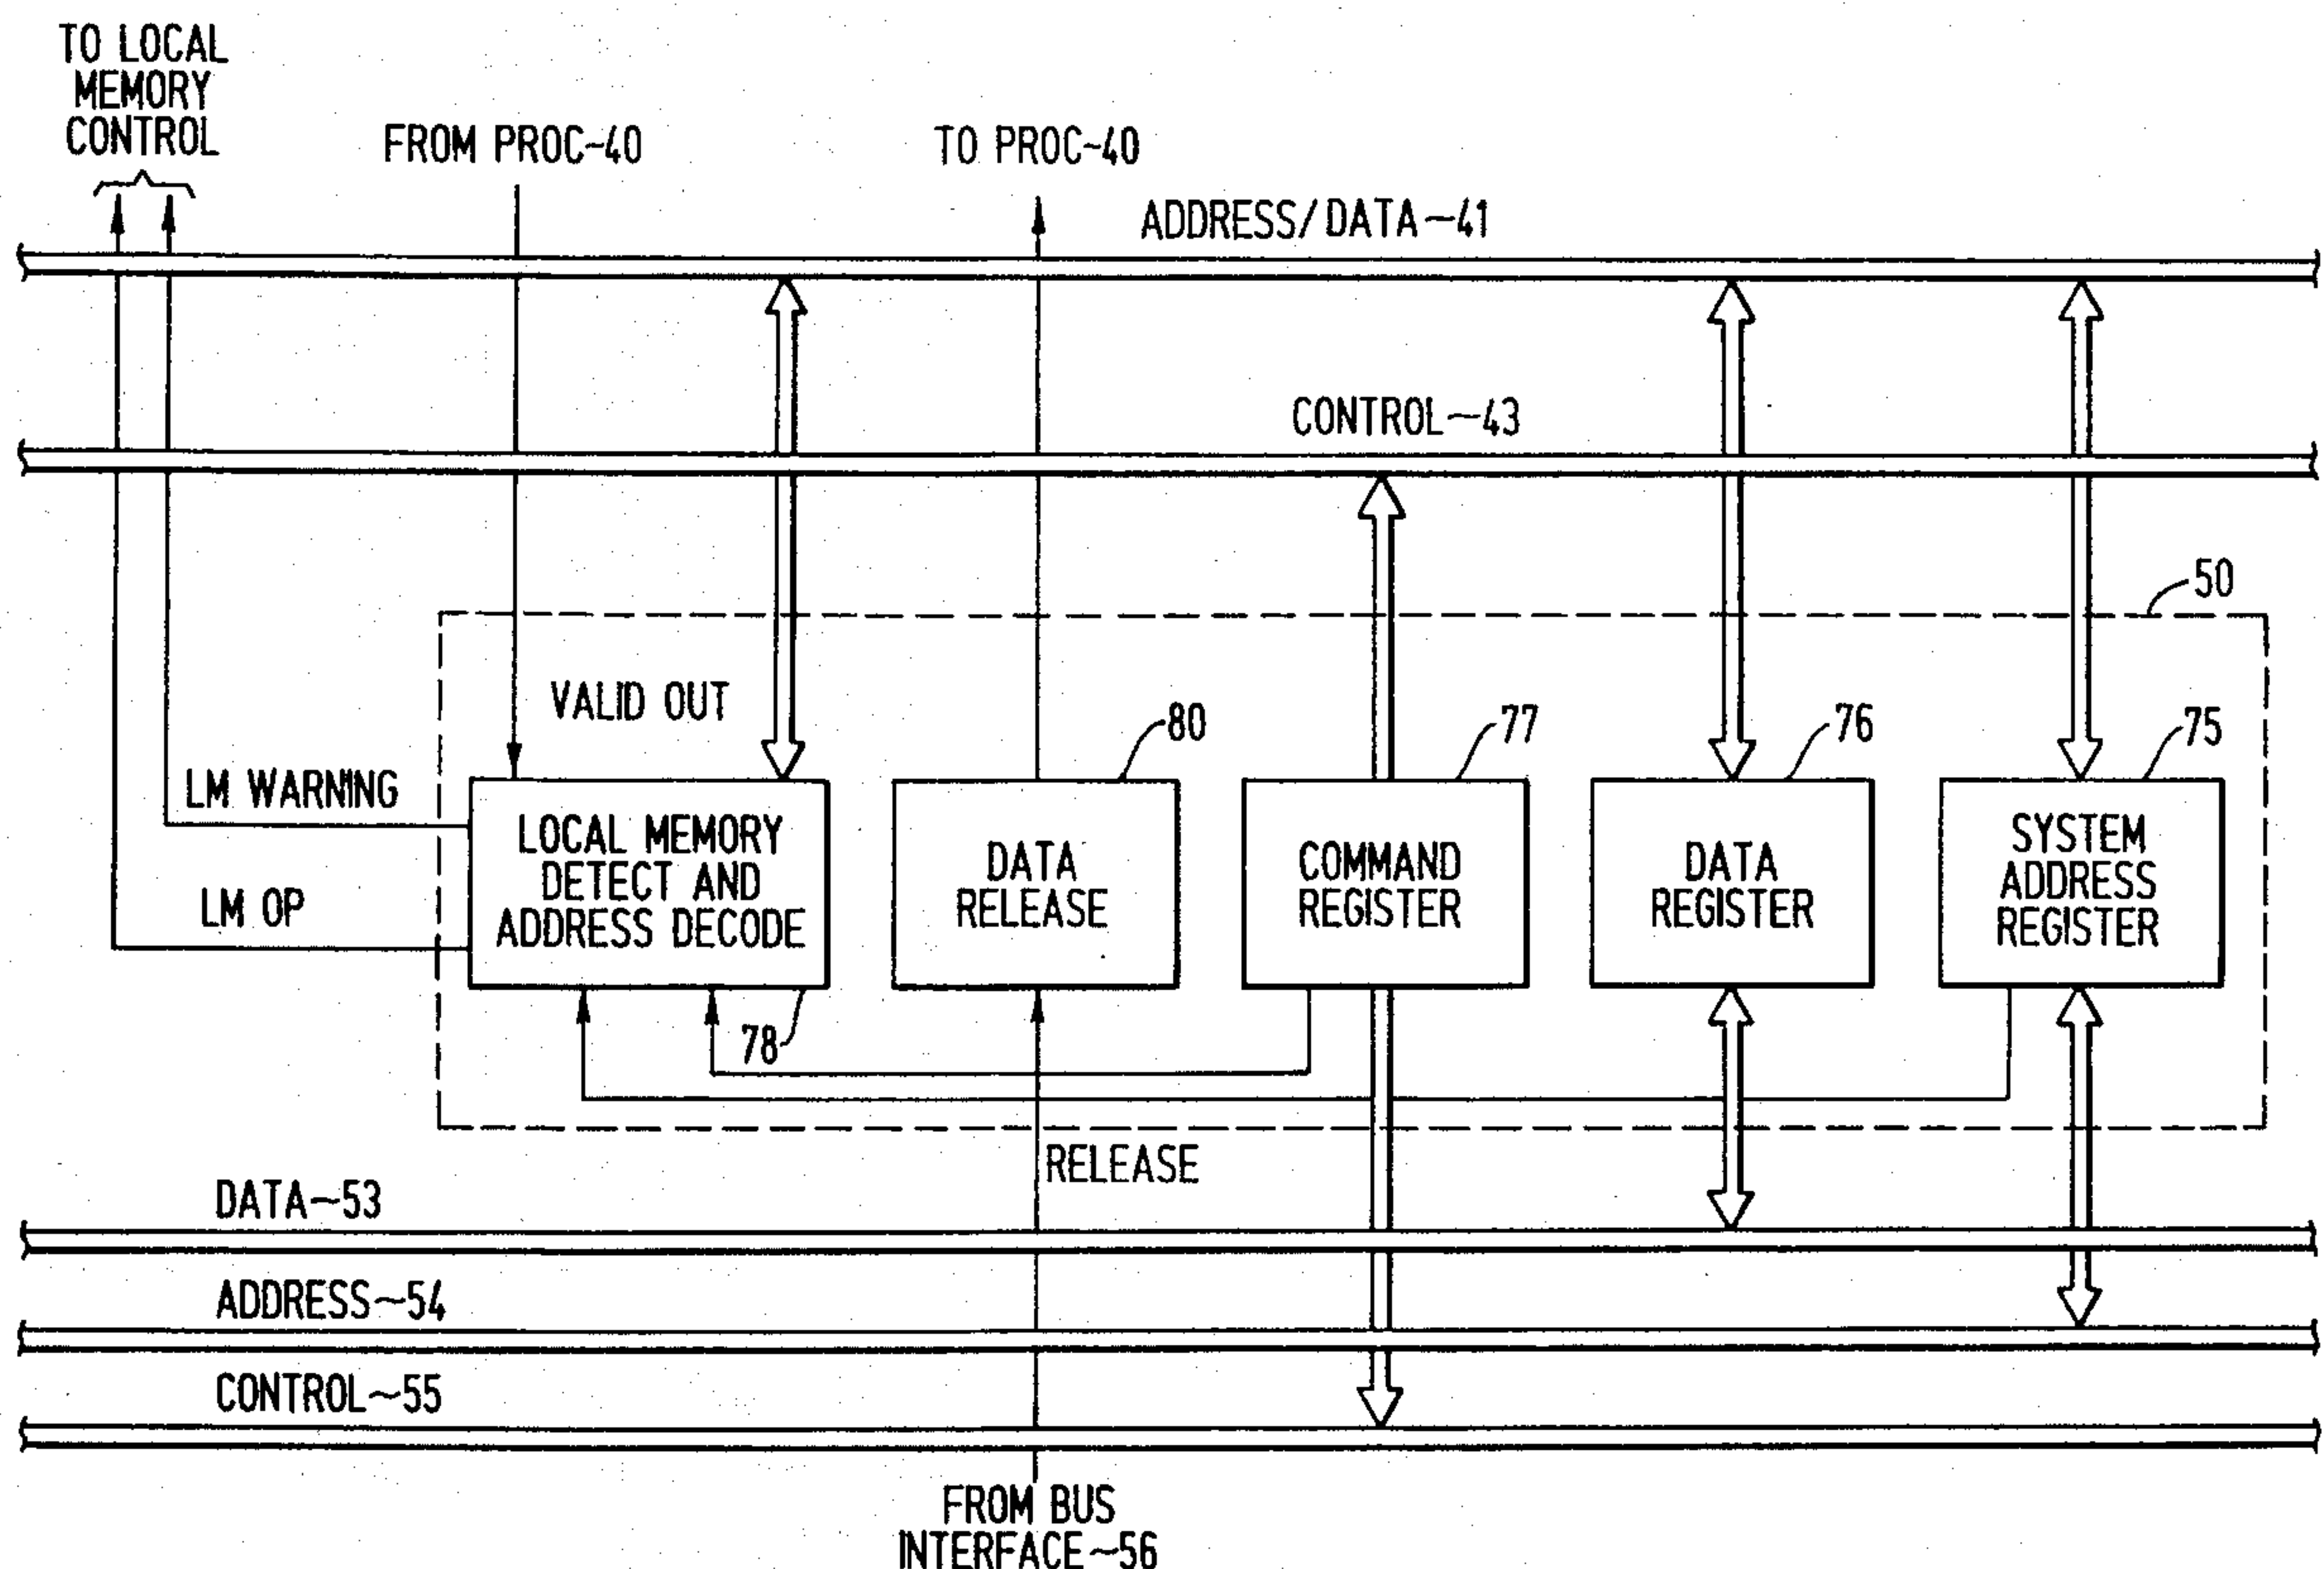 TO LOCAL
MEMORY
CONTROL
FROM PROC~40
TO PROC~40
ADDRESS/DATA~41
CONTROL~43
50
VALID OUT
80
77
76
75
LM WARNING
LM OP
LOCAL MEMORY
DETECT AND
ADDRESS DECODE
DATA
RELEASE
COMMAND
REGISTER
DATA
REGISTER
SYSTEM
ADDRESS
REGISTER
78
RELEASE
DATA~53
ADDRESS~54
CONTROL~55
FROM BUS
INTERFACE~56